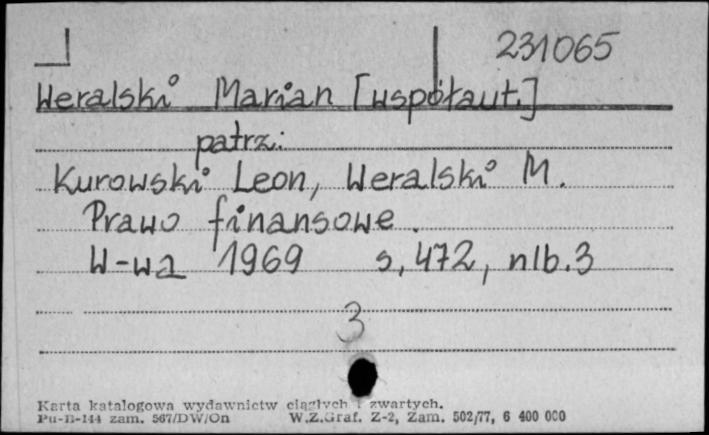 231065
Weralski Marian [współaut.]
patrz:
Kurowski Leon, Weralski M.
Prawo finansowe.
W-wa 1969 s, 472, nlb. 3
3
Karta katalogowa wydawnictw ciągłych i zwartych.
Pu-B-144 zam. 567/DW/On W.Z.Graf. Z-2, Zam. 502/77, 6 400 000